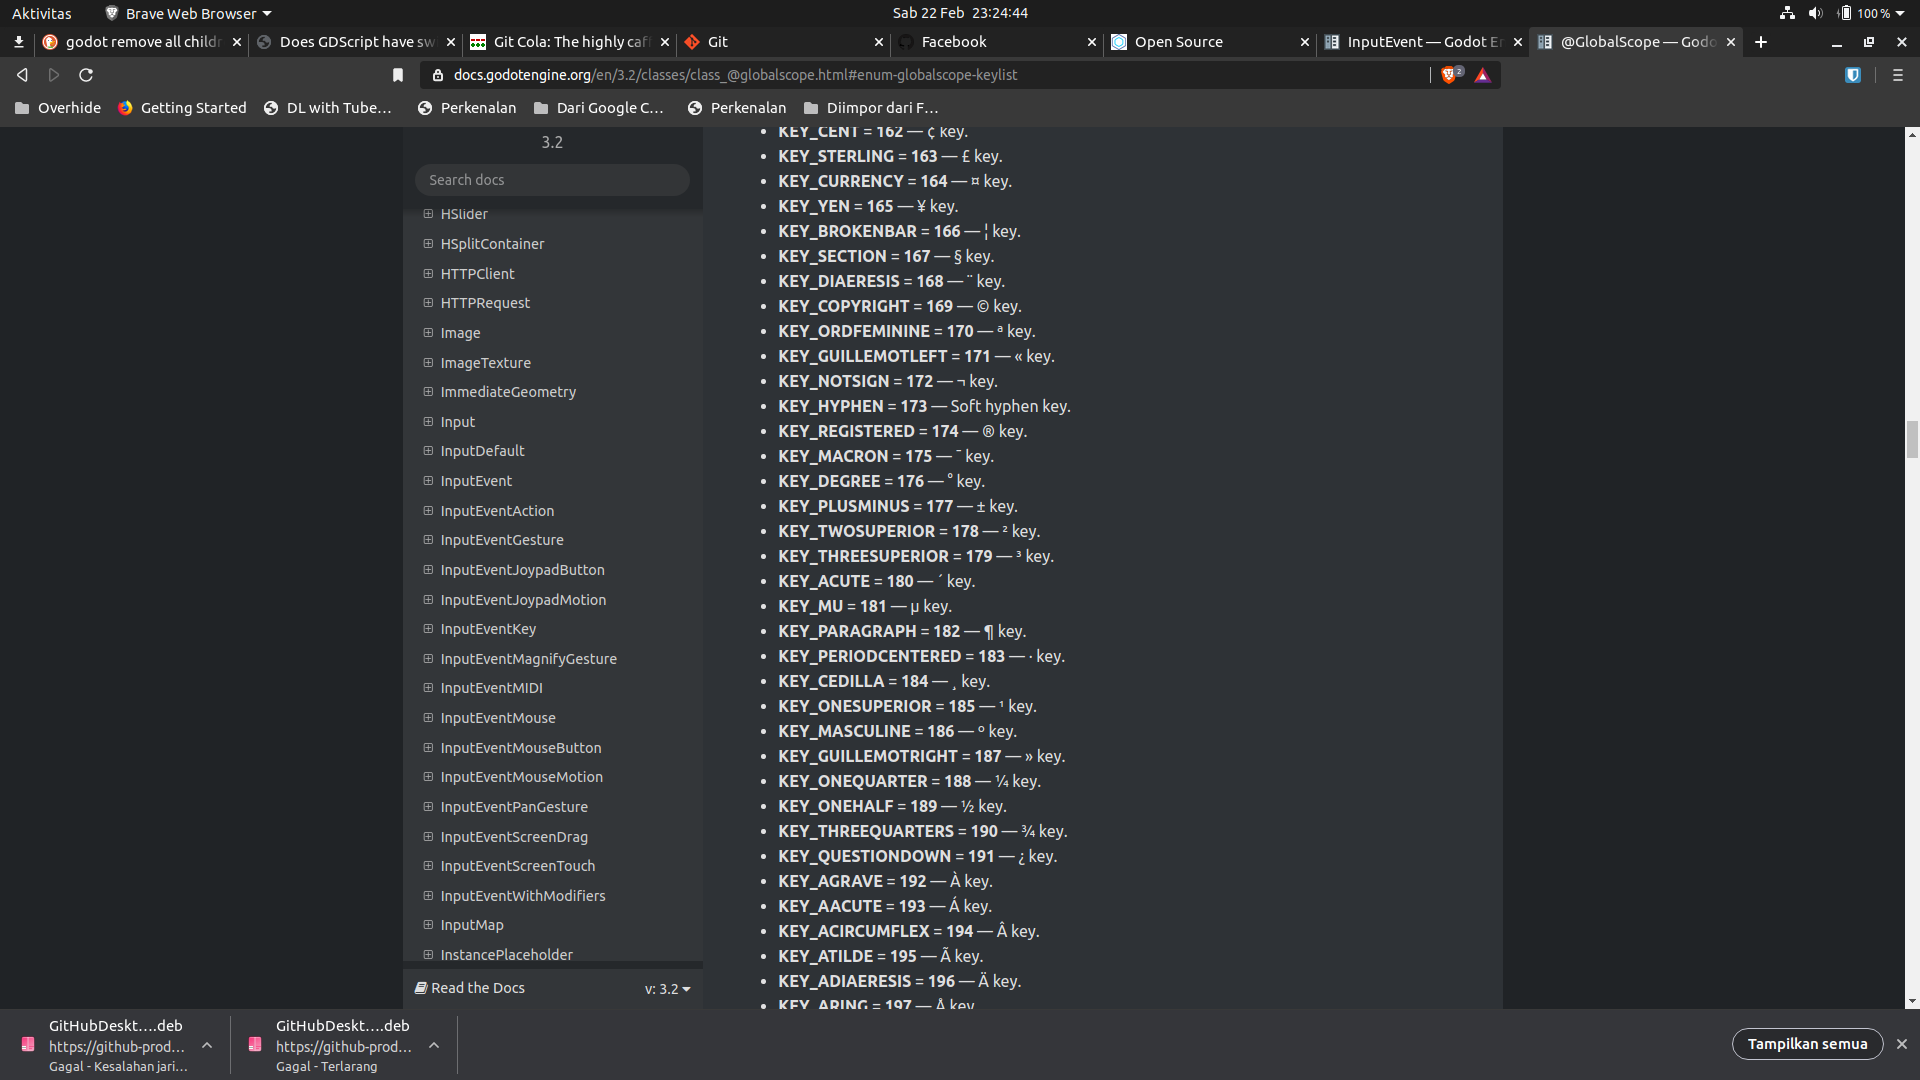 Aktivitas
Brave Web Browser
Sab 22 Feb 23:24:44
100 %
godot remove all childr
Does GDScript have sw
Git Cola: The highly caf
Git
Facebook
Open Source
InputEvent — Godot En
@GlobalScope — Godo
docs.godotengine.org/en/3.2/classes/class_@globalscope.html#enum-globalscope-keylist
2
Overhide
Getting Started
DL with Tube…
Perkenalan
Dari Google C…
Perkenalan
Diimpor dari F…
3.2
Search docs
HSlider
HSplitContainer
HTTPClient
HTTPRequest
Image
ImageTexture
ImmediateGeometry
Input
InputDefault
InputEvent
InputEventAction
InputEventGesture
InputEventJoypadButton
InputEventJoypadMotion
InputEventKey
InputEventMagnifyGesture
InputEventMIDI
InputEventMouse
InputEventMouseButton
InputEventMouseMotion
InputEventPanGesture
InputEventScreenDrag
InputEventScreenTouch
InputEventWithModifiers
InputMap
InstancePlaceholder
Read the Docs
v: 3.2
KEY_CENT = 162 — ¢ key.
KEY_STERLING = 163 — £ key.
KEY_CURRENCY = 164 — ¤ key.
KEY_YEN = 165 — ¥ key.
KEY_BROKENBAR = 166 — ¦ key.
KEY_SECTION = 167 — § key.
KEY_DIAERESIS = 168 — ¨ key.
KEY_COPYRIGHT = 169 — © key.
KEY_ORDFEMININE = 170 — ª key.
KEY_GUILLEMOTLEFT = 171 — « key.
KEY_NOTSIGN = 172 — ¬ key.
KEY_HYPHEN = 173 — Soft hyphen key.
KEY_REGISTERED = 174 — ® key.
KEY_MACRON = 175 — ¯ key.
KEY_DEGREE = 176 — ° key.
KEY_PLUSMINUS = 177 — ± key.
KEY_TWOSUPERIOR = 178 — ² key.
KEY_THREESUPERIOR = 179 — ³ key.
KEY_ACUTE = 180 — ´ key.
KEY_MU = 181 — µ key.
KEY_PARAGRAPH = 182 — ¶ key.
KEY_PERIODCENTERED = 183 — · key.
KEY_CEDILLA = 184 — ¸ key.
KEY_ONESUPERIOR = 185 — ¹ key.
KEY_MASCULINE = 186 — º key.
KEY_GUILLEMOTRIGHT = 187 — » key.
KEY_ONEQUARTER = 188 — ¼ key.
KEY_ONEHALF = 189 — ½ key.
KEY_THREEQUARTERS = 190 — ¾ key.
KEY_QUESTIONDOWN = 191 — ¿ key.
KEY_AGRAVE = 192 — À key.
KEY_AACUTE = 193 — Á key.
KEY_ACIRCUMFLEX = 194 — Â key.
KEY_ATILDE = 195 — Ã key.
KEY_ADIAERESIS = 196 — Ä key.
KEY_ARING = 197 — Å key.
GitHubDeskt….deb
https://github-prod…
Gagal - Kesalahan jari…
GitHubDeskt….deb
https://github-prod…
Gagal - Terlarang
Tampilkan semua